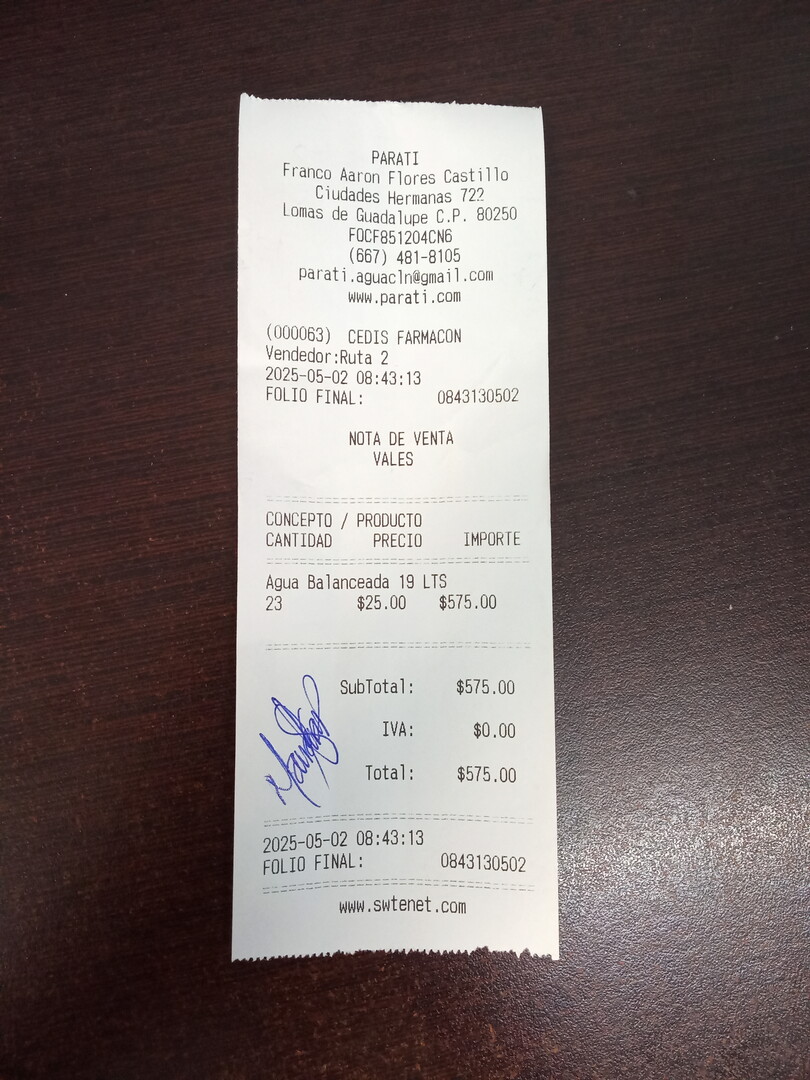 PARATI
Franco Aaron Flores Castillo
Ciudades Hermanas 722
Lomas de Guadalupe C.P. 80250
FOCF851204CN6
(667) 481-8105
parati.aguacln@gmail.com
www.parati.com
(000063) CEDIS FARMACON
Vendedor:Ruta 2
2025-05-02 08:43:13
FOLIO FINAL: 0843130502
NOTA DE VENTA
VALES
CONCEPTO / PRODUCTO
CANTIDAD PRECIO IMPORTE
Agua Balanceada 19 LTS
23 $25.00 $575.00
SubTotal: $575.00
IVA: $0.00
Total: $575.00
2025-05-02 08:43:13
FOLIO FINAL: 0843130502
www.swtenet.com